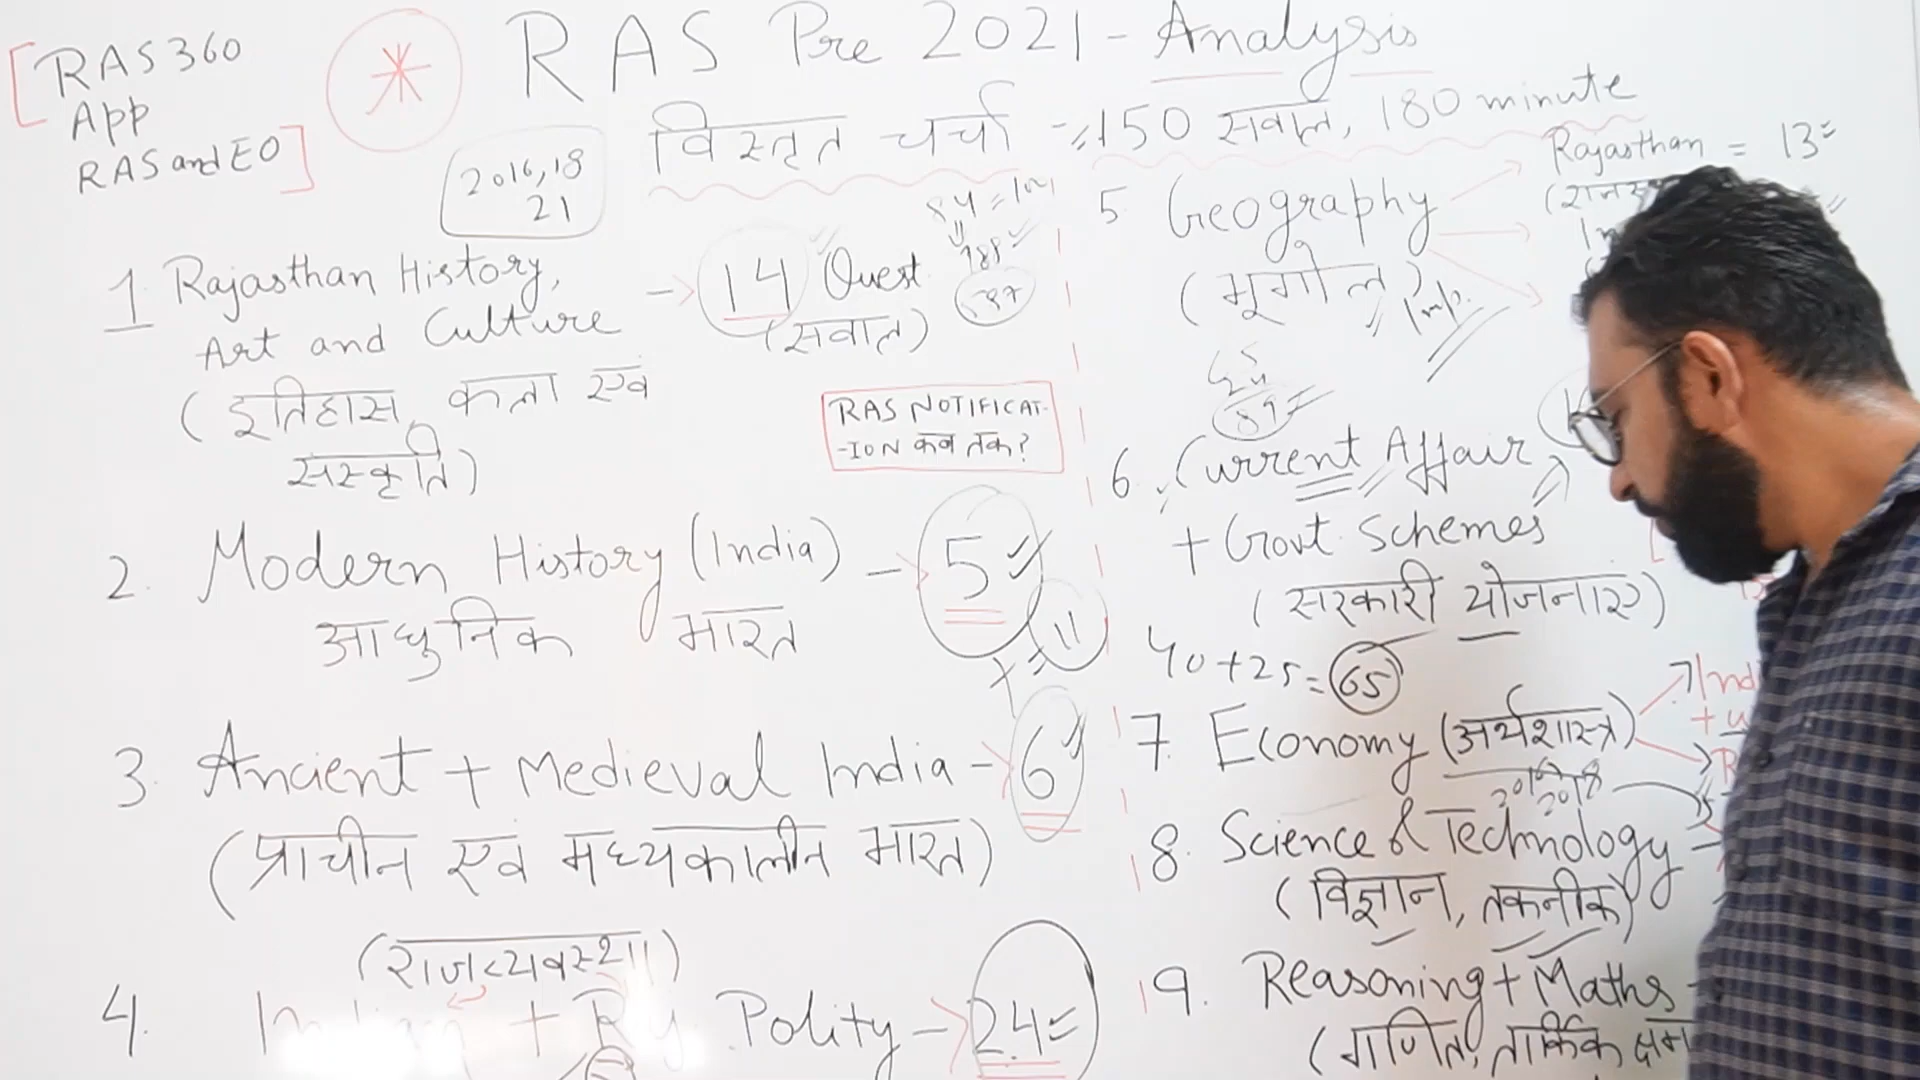 [RAS360
App
RAS and EO]
RAS Pre 2021 - Analysis
विस्तृत चर्चा - 150 सवाल, 180 minute
2016, 18
21
1 Rajasthan History,
Art and Culture
(इतिहास, कला एवं
संस्कृति)
14 Quest
(सवाल)
RAS NOTIFICAT-
-ION कब तक?
2. Modern History (India) - 5
आधुनिक भारत
11
3. Ancient + Medieval India - 6
(प्राचीन एवं मध्यकालीन भारत)
(राजव्यवस्था)
4. + Polity - 24
Rajasthan = 13
5 Geography
(भूगोल)
Imp.
6. Current Affair
+ Govt. Schemes
(सरकारी योजनाए)
40+25=65
7. Economy (अर्थशास्त्र)
2018
8. Science & Technology
(विज्ञान, तकनीक)
9. Reasoning + Maths -
(गणित, तार्किक